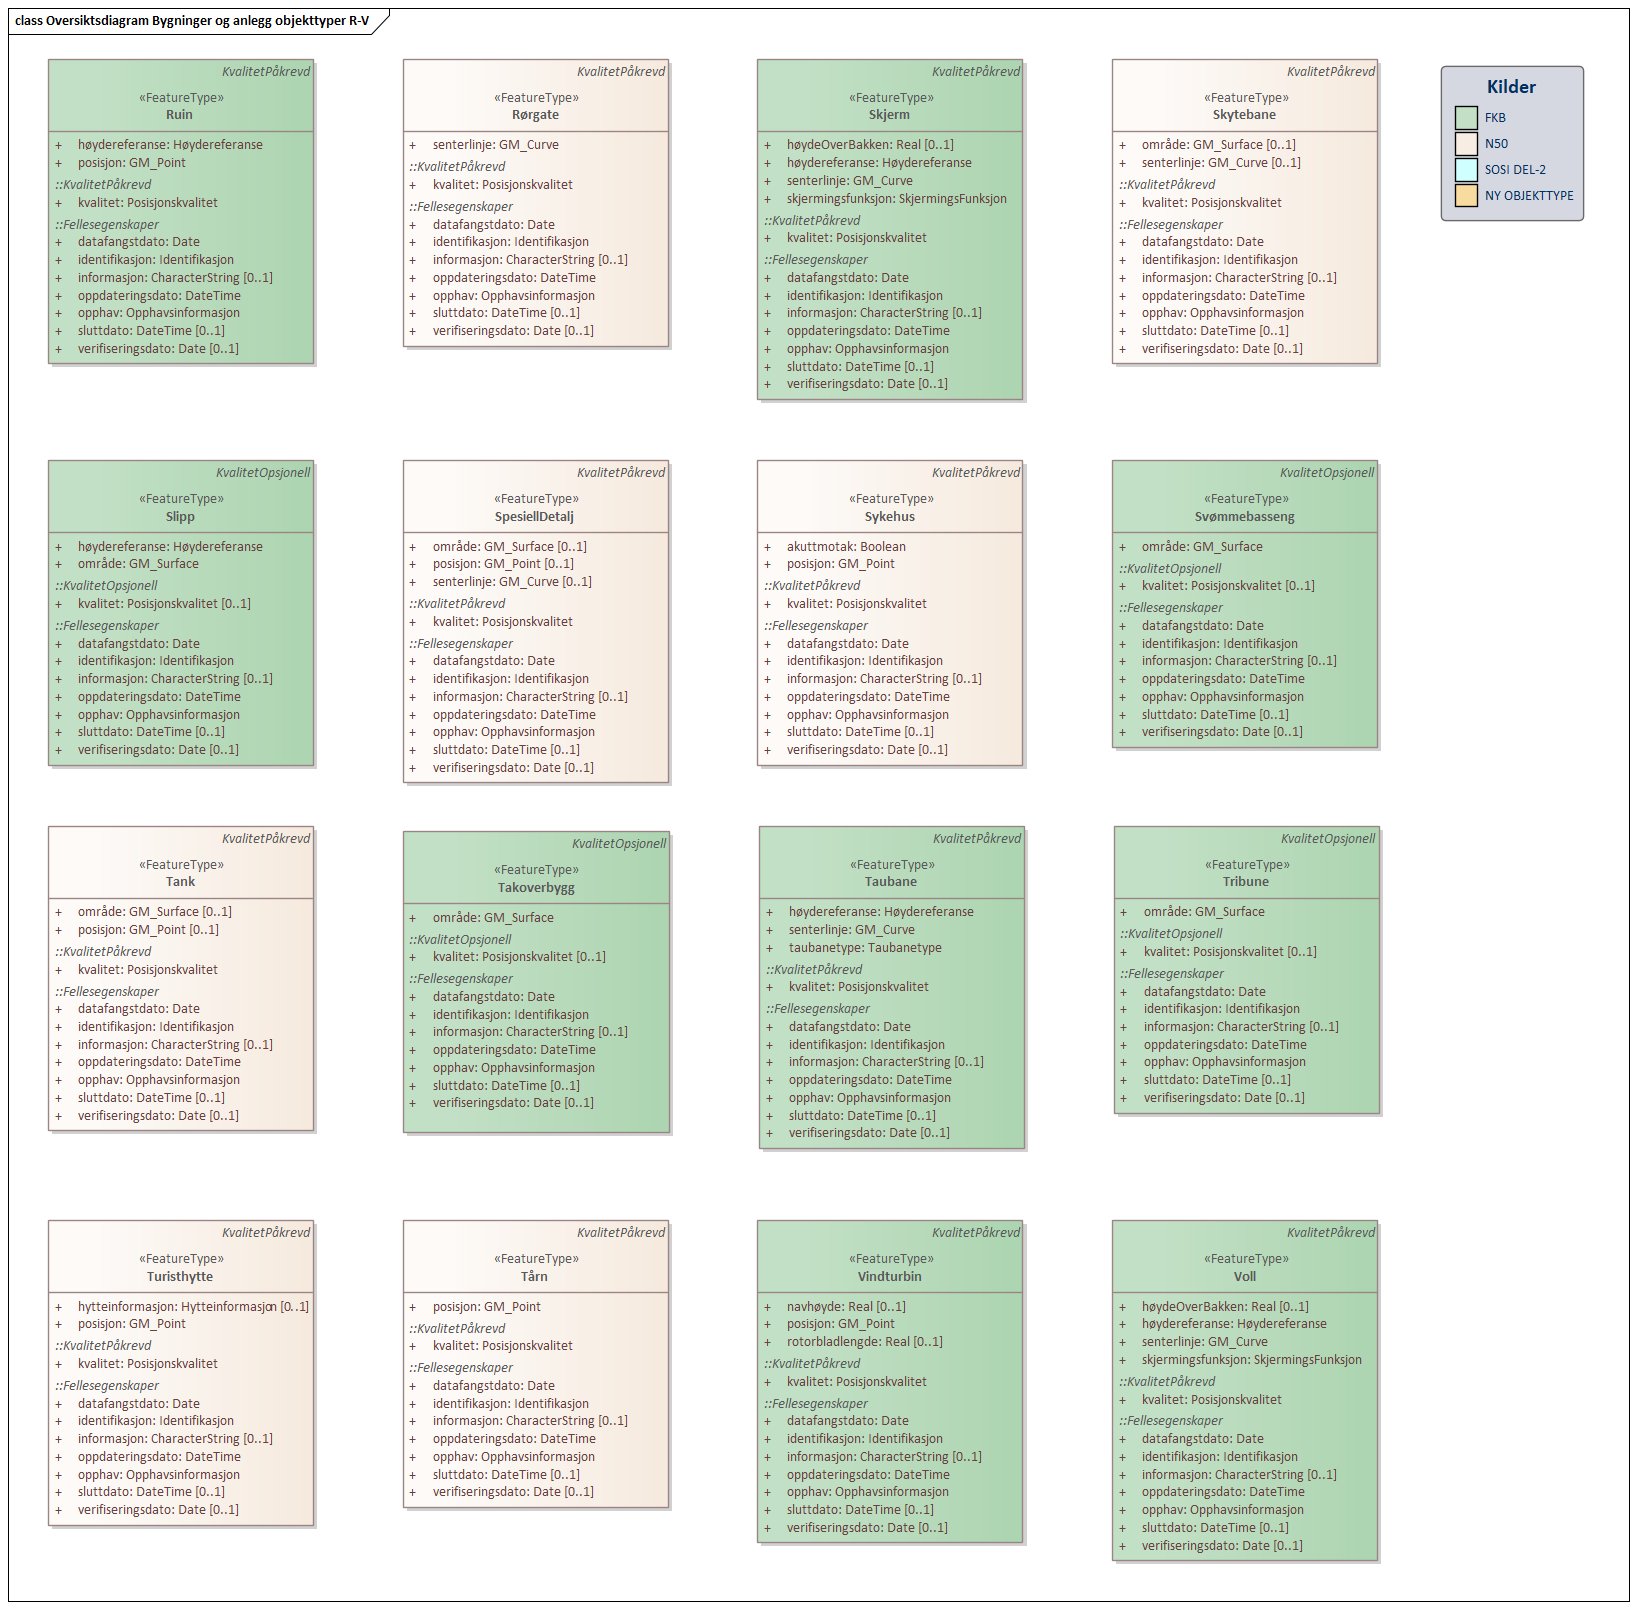 class Oversiktsdiagram Bygninger og anlegg objekttyper R-V
KvalitetPåkrevd
«FeatureType»
Ruin
+ høydereferanse: Høydereferanse
+ posisjon: GM_Point
::KvalitetPåkrevd
+ kvalitet: Posisjonskvalitet
::Fellesegenskaper
+ datafangstdato: Date
+ identifikasjon: Identifikasjon
+ informasjon: CharacterString [0..1]
+ oppdateringsdato: DateTime
+ opphav: Opphavsinformasjon
+ sluttdato: DateTime [0..1]
+ verifiseringsdato: Date [0..1]
KvalitetPåkrevd
«FeatureType»
Rørgate
+ senterlinje: GM_Curve
::KvalitetPåkrevd
+ kvalitet: Posisjonskvalitet
::Fellesegenskaper
+ datafangstdato: Date
+ identifikasjon: Identifikasjon
+ informasjon: CharacterString [0..1]
+ oppdateringsdato: DateTime
+ opphav: Opphavsinformasjon
+ sluttdato: DateTime [0..1]
+ verifiseringsdato: Date [0..1]
KvalitetPåkrevd
«FeatureType»
Skjerm
+ høydeOverBakken: Real [0..1]
+ høydereferanse: Høydereferanse
+ senterlinje: GM_Curve
+ skjermingsfunksjon: SkjermingsFunksjon
::KvalitetPåkrevd
+ kvalitet: Posisjonskvalitet
::Fellesegenskaper
+ datafangstdato: Date
+ identifikasjon: Identifikasjon
+ informasjon: CharacterString [0..1]
+ oppdateringsdato: DateTime
+ opphav: Opphavsinformasjon
+ sluttdato: DateTime [0..1]
+ verifiseringsdato: Date [0..1]
KvalitetPåkrevd
«FeatureType»
Skytebane
+ område: GM_Surface [0..1]
+ senterlinje: GM_Curve [0..1]
::KvalitetPåkrevd
+ kvalitet: Posisjonskvalitet
::Fellesegenskaper
+ datafangstdato: Date
+ identifikasjon: Identifikasjon
+ informasjon: CharacterString [0..1]
+ oppdateringsdato: DateTime
+ opphav: Opphavsinformasjon
+ sluttdato: DateTime [0..1]
+ verifiseringsdato: Date [0..1]
Kilder
FKB
N50
SOSI DEL-2
NY OBJEKTTYPE
KvalitetOpsjonell
«FeatureType»
Slipp
+ høydereferanse: Høydereferanse
+ område: GM_Surface
::KvalitetOpsjonell
+ kvalitet: Posisjonskvalitet [0..1]
::Fellesegenskaper
+ datafangstdato: Date
+ identifikasjon: Identifikasjon
+ informasjon: CharacterString [0..1]
+ oppdateringsdato: DateTime
+ opphav: Opphavsinformasjon
+ sluttdato: DateTime [0..1]
+ verifiseringsdato: Date [0..1]
KvalitetPåkrevd
«FeatureType»
SpesiellDetalj
+ område: GM_Surface [0..1]
+ posisjon: GM_Point [0..1]
+ senterlinje: GM_Curve [0..1]
::KvalitetPåkrevd
+ kvalitet: Posisjonskvalitet
::Fellesegenskaper
+ datafangstdato: Date
+ identifikasjon: Identifikasjon
+ informasjon: CharacterString [0..1]
+ oppdateringsdato: DateTime
+ opphav: Opphavsinformasjon
+ sluttdato: DateTime [0..1]
+ verifiseringsdato: Date [0..1]
KvalitetPåkrevd
«FeatureType»
Sykehus
+ akuttmotak: Boolean
+ posisjon: GM_Point
::KvalitetPåkrevd
+ kvalitet: Posisjonskvalitet
::Fellesegenskaper
+ datafangstdato: Date
+ identifikasjon: Identifikasjon
+ informasjon: CharacterString [0..1]
+ oppdateringsdato: DateTime
+ opphav: Opphavsinformasjon
+ sluttdato: DateTime [0..1]
+ verifiseringsdato: Date [0..1]
KvalitetOpsjonell
«FeatureType»
Svømmebasseng
+ område: GM_Surface
::KvalitetOpsjonell
+ kvalitet: Posisjonskvalitet [0..1]
::Fellesegenskaper
+ datafangstdato: Date
+ identifikasjon: Identifikasjon
+ informasjon: CharacterString [0..1]
+ oppdateringsdato: DateTime
+ opphav: Opphavsinformasjon
+ sluttdato: DateTime [0..1]
+ verifiseringsdato: Date [0..1]
KvalitetPåkrevd
«FeatureType»
Tank
+ område: GM_Surface [0..1]
+ posisjon: GM_Point [0..1]
::KvalitetPåkrevd
+ kvalitet: Posisjonskvalitet
::Fellesegenskaper
+ datafangstdato: Date
+ identifikasjon: Identifikasjon
+ informasjon: CharacterString [0..1]
+ oppdateringsdato: DateTime
+ opphav: Opphavsinformasjon
+ sluttdato: DateTime [0..1]
+ verifiseringsdato: Date [0..1]
KvalitetOpsjonell
«FeatureType»
Takoverbygg
+ område: GM_Surface
::KvalitetOpsjonell
+ kvalitet: Posisjonskvalitet [0..1]
::Fellesegenskaper
+ datafangstdato: Date
+ identifikasjon: Identifikasjon
+ informasjon: CharacterString [0..1]
+ oppdateringsdato: DateTime
+ opphav: Opphavsinformasjon
+ sluttdato: DateTime [0..1]
+ verifiseringsdato: Date [0..1]
KvalitetPåkrevd
«FeatureType»
Taubane
+ høydereferanse: Høydereferanse
+ senterlinje: GM_Curve
+ taubanetype: Taubanetype
::KvalitetPåkrevd
+ kvalitet: Posisjonskvalitet
::Fellesegenskaper
+ datafangstdato: Date
+ identifikasjon: Identifikasjon
+ informasjon: CharacterString [0..1]
+ oppdateringsdato: DateTime
+ opphav: Opphavsinformasjon
+ sluttdato: DateTime [0..1]
+ verifiseringsdato: Date [0..1]
KvalitetOpsjonell
«FeatureType»
Tribune
+ område: GM_Surface
::KvalitetOpsjonell
+ kvalitet: Posisjonskvalitet [0..1]
::Fellesegenskaper
+ datafangstdato: Date
+ identifikasjon: Identifikasjon
+ informasjon: CharacterString [0..1]
+ oppdateringsdato: DateTime
+ opphav: Opphavsinformasjon
+ sluttdato: DateTime [0..1]
+ verifiseringsdato: Date [0..1]
KvalitetPåkrevd
«FeatureType»
Turisthytte
+ hytteinformasjon: Hytteinformasjon [0..1]
+ posisjon: GM_Point
::KvalitetPåkrevd
+ kvalitet: Posisjonskvalitet
::Fellesegenskaper
+ datafangstdato: Date
+ identifikasjon: Identifikasjon
+ informasjon: CharacterString [0..1]
+ oppdateringsdato: DateTime
+ opphav: Opphavsinformasjon
+ sluttdato: DateTime [0..1]
+ verifiseringsdato: Date [0..1]
KvalitetPåkrevd
«FeatureType»
Tårn
+ posisjon: GM_Point
::KvalitetPåkrevd
+ kvalitet: Posisjonskvalitet
::Fellesegenskaper
+ datafangstdato: Date
+ identifikasjon: Identifikasjon
+ informasjon: CharacterString [0..1]
+ oppdateringsdato: DateTime
+ opphav: Opphavsinformasjon
+ sluttdato: DateTime [0..1]
+ verifiseringsdato: Date [0..1]
KvalitetPåkrevd
«FeatureType»
Vindturbin
+ navhøyde: Real [0..1]
+ posisjon: GM_Point
+ rotorbladlengde: Real [0..1]
::KvalitetPåkrevd
+ kvalitet: Posisjonskvalitet
::Fellesegenskaper
+ datafangstdato: Date
+ identifikasjon: Identifikasjon
+ informasjon: CharacterString [0..1]
+ oppdateringsdato: DateTime
+ opphav: Opphavsinformasjon
+ sluttdato: DateTime [0..1]
+ verifiseringsdato: Date [0..1]
KvalitetPåkrevd
«FeatureType»
Voll
+ høydeOverBakken: Real [0..1]
+ høydereferanse: Høydereferanse
+ senterlinje: GM_Curve
+ skjermingsfunksjon: SkjermingsFunksjon
::KvalitetPåkrevd
+ kvalitet: Posisjonskvalitet
::Fellesegenskaper
+ datafangstdato: Date
+ identifikasjon: Identifikasjon
+ informasjon: CharacterString [0..1]
+ oppdateringsdato: DateTime
+ opphav: Opphavsinformasjon
+ sluttdato: DateTime [0..1]
+ verifiseringsdato: Date [0..1]